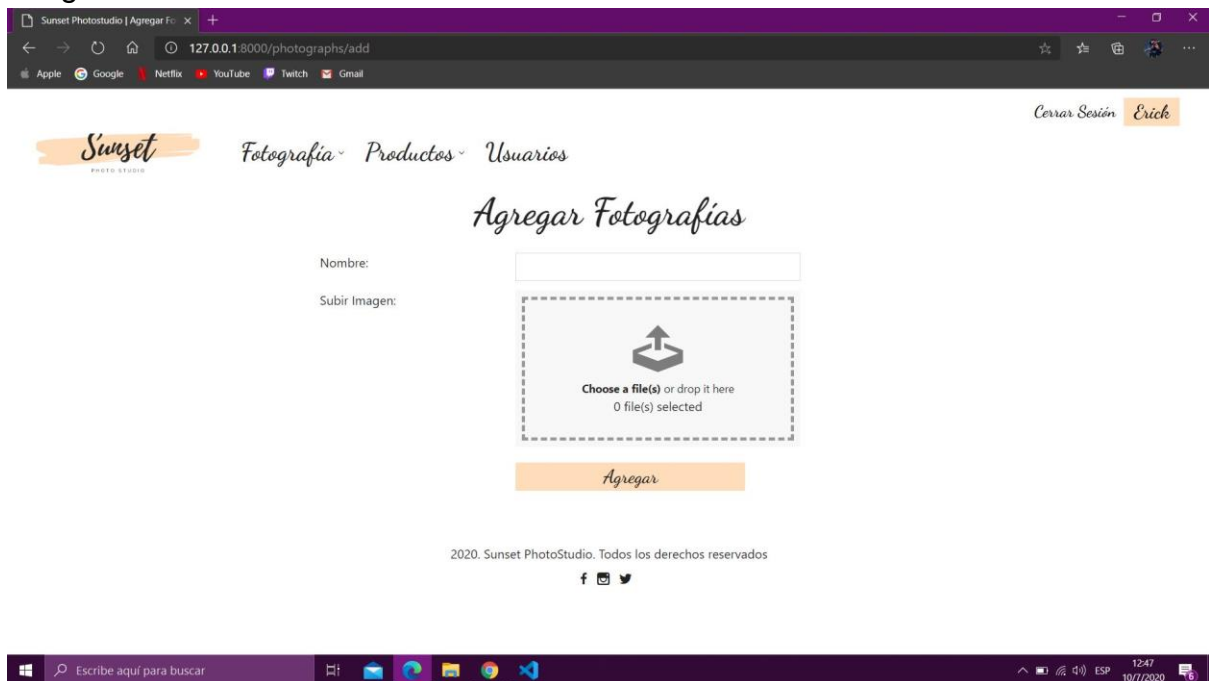 Sunset Photostudio | Agregar Fo
127.0.0.1:8000/photographs/add
Apple Google Netflix YouTube Twitch Gmail
Cerrar Sesión Erick
Sunset
PHOTO STUDIO
Fotografía Productos Usuarios
Agregar Fotografías
Nombre:
Subir Imagen:
Choose a file(s) or drop it here
0 file(s) selected
Agregar
2020. Sunset PhotoStudio. Todos los derechos reservados
Escribe aquí para buscar
ESP
12:47
10/7/2020
6